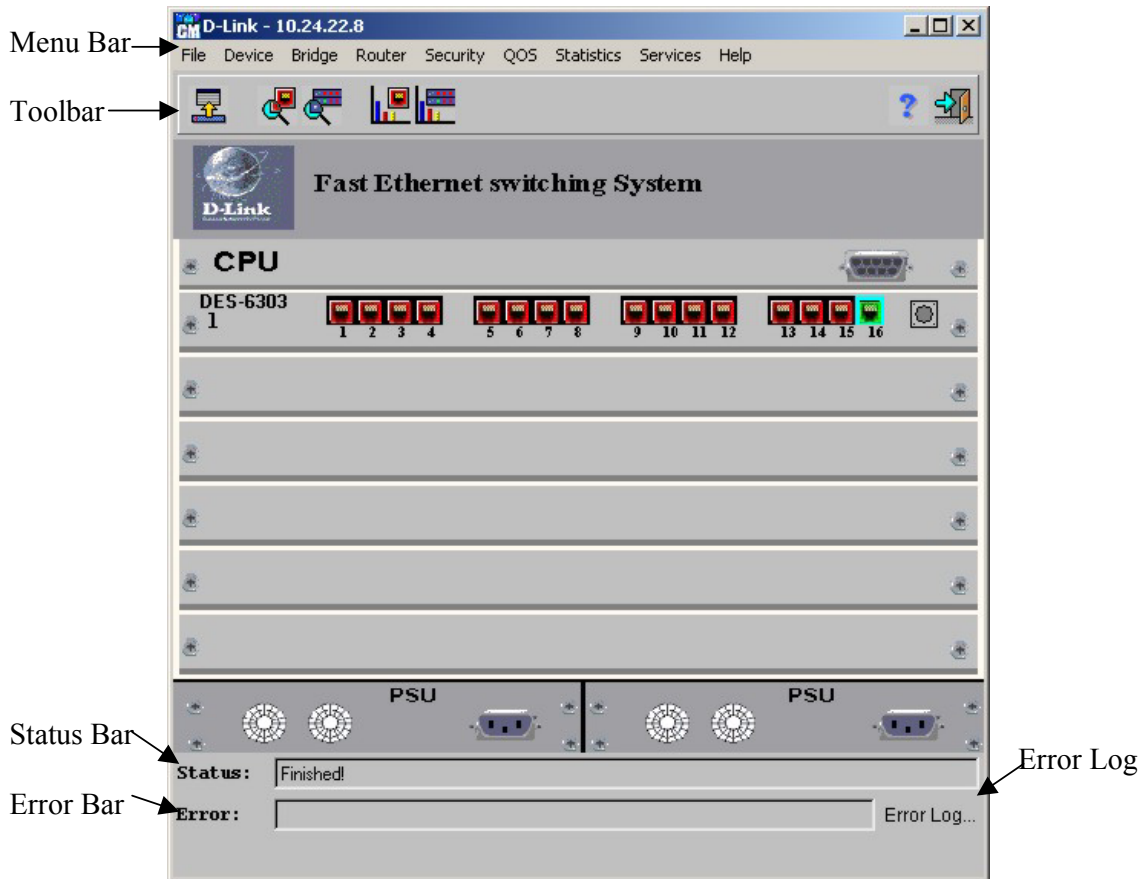 D-Link - 10.24.22.8
Menu Bar
File Device Bridge Router Security QOS Statistics Services Help
Toolbar
?
D-Link
Fast Ethernet switching System
CPU
DES-6303
1
1 2 3 4 5 6 7 8 9 10 11 12 13 14 15 16
PSU PSU
Status Bar
Status: Finished!
Error Log
Error Bar
Error: Error Log...